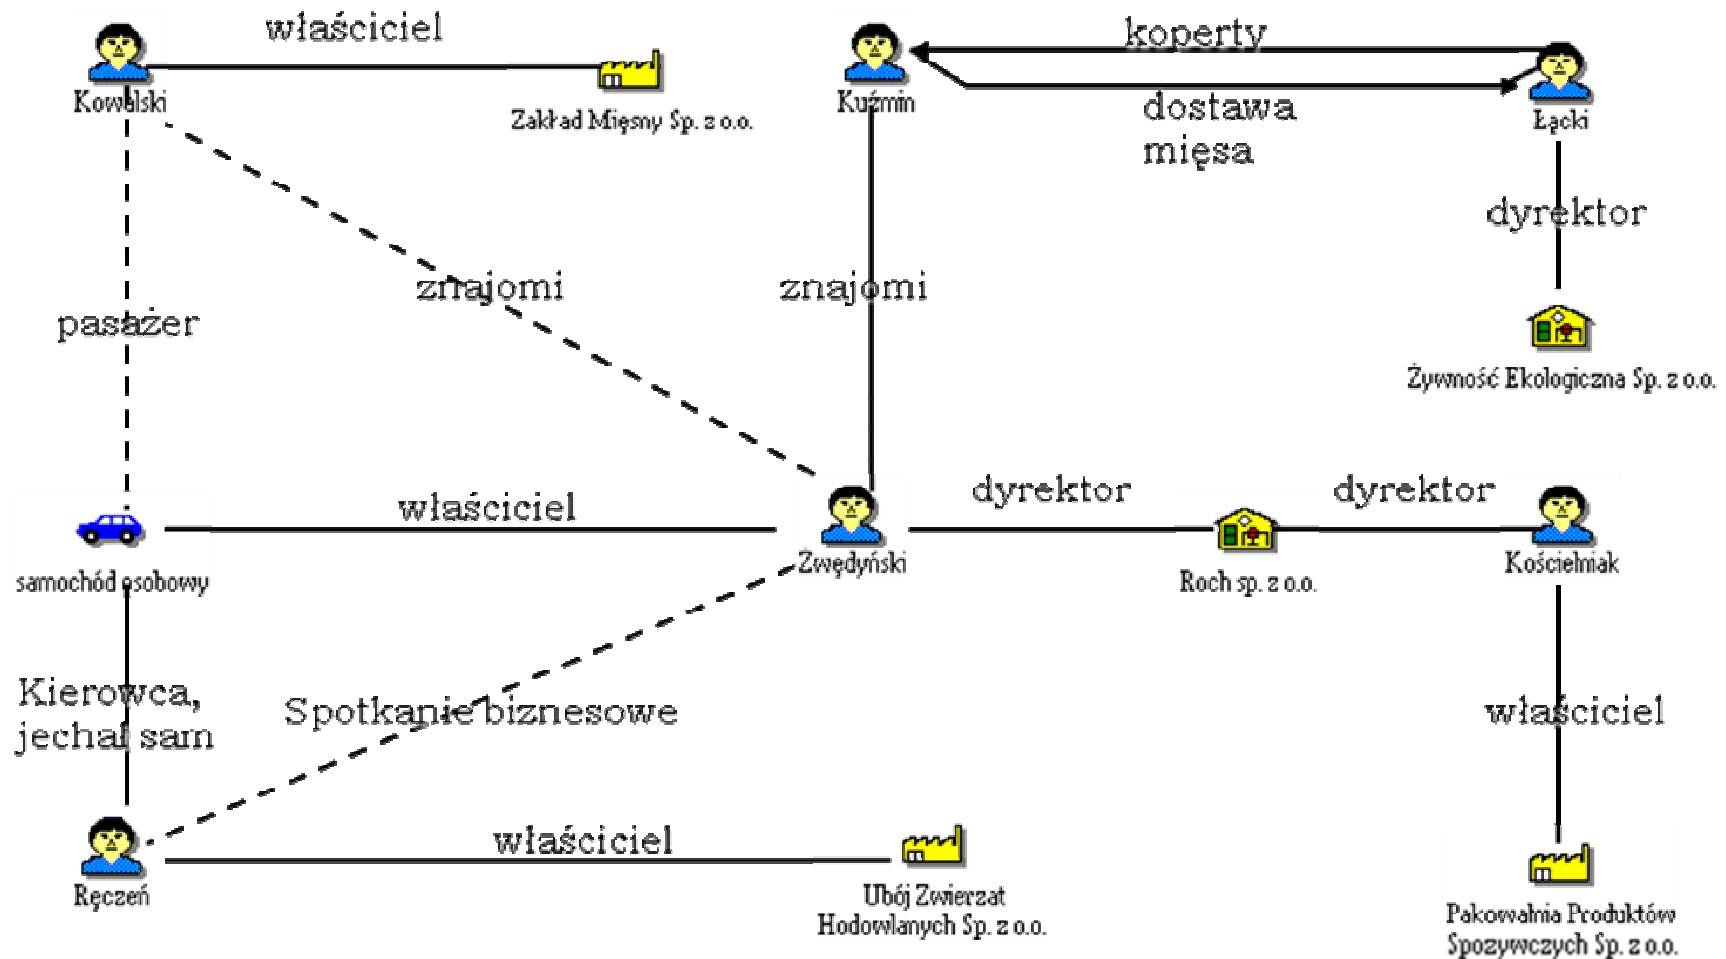 właściciel
koperty
Kowalski
Zakład Mięsny Sp. z o.o.
Kuźmin
dostawa
mięsa
Łącki
dyrektor
pasażer
znajomi
znajomi
Żywność Ekologiczna Sp. z o.o.
właściciel
dyrektor
dyrektor
samochód osobowy
Zwędyński
Roch sp. z o.o.
Kościelniak
Kierowca,
jechał sam
Spotkanie biznesowe
właściciel
właściciel
Ręczeń
Ubój Zwierzat
Hodowlanych Sp. z o.o.
Pakowalnia Produktów
Spozywczych Sp. z o.o.